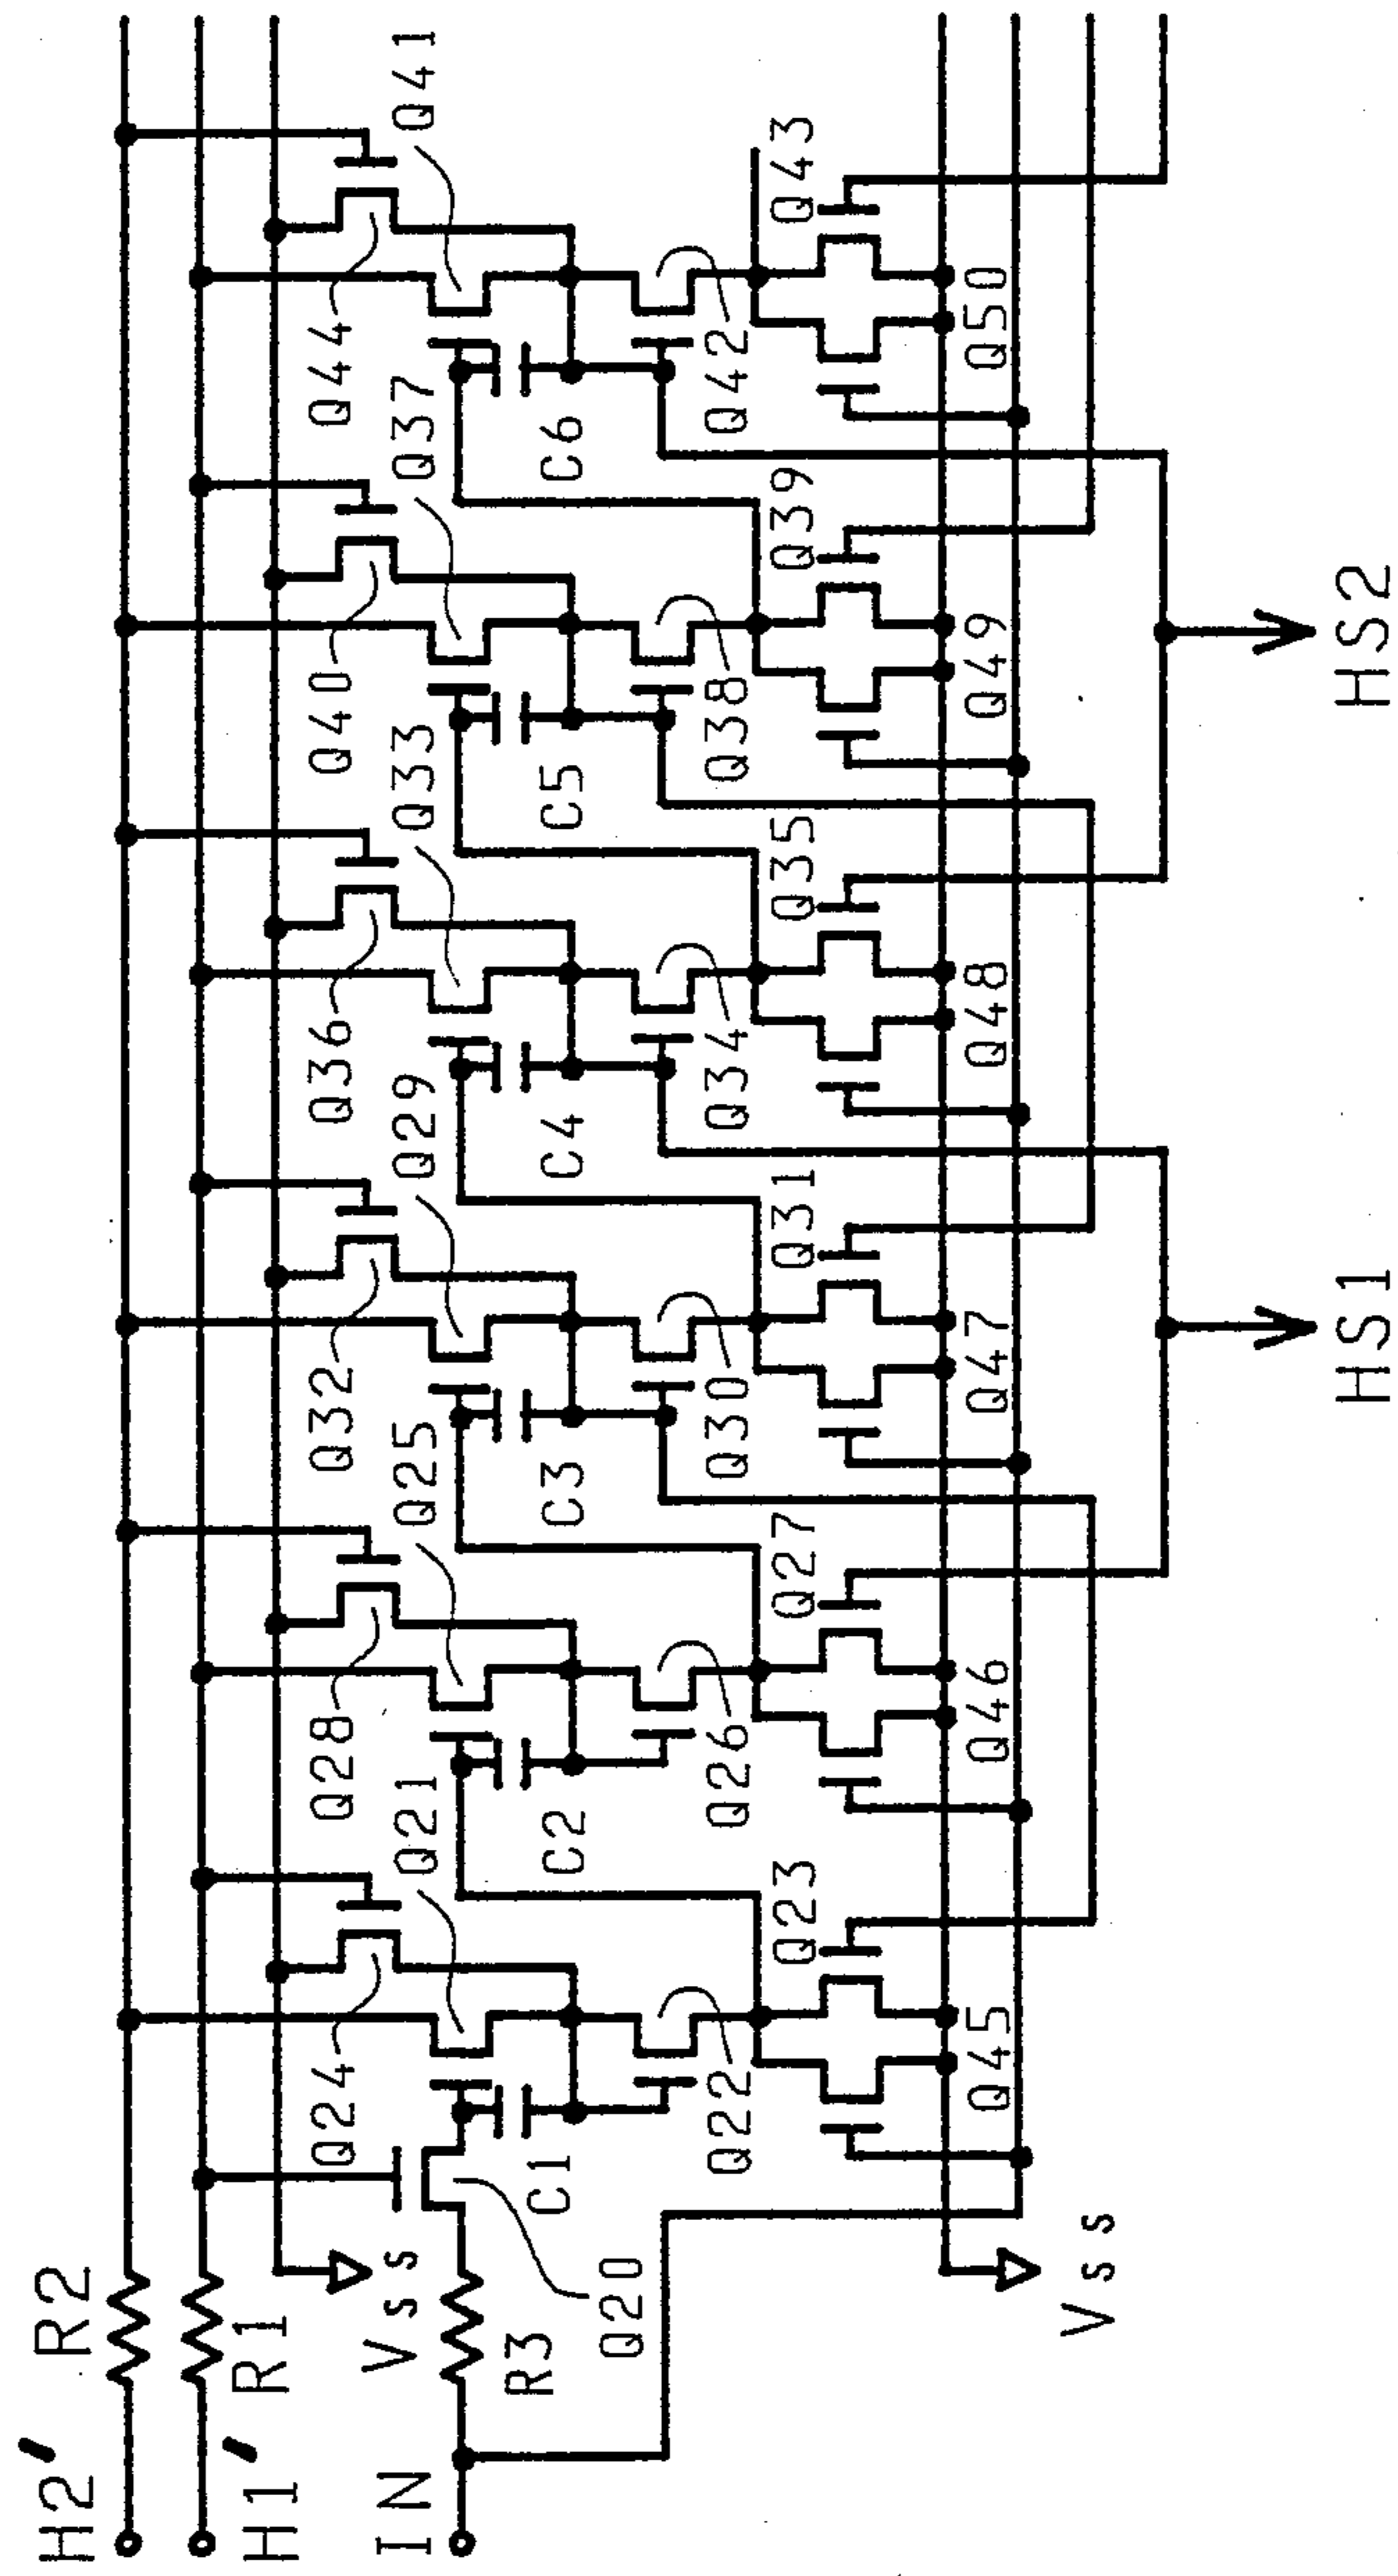 H2' R2
H1' R1
Vss
IN R3
Q20
Q24 Q28 Q32 Q36 Q40 Q44
Q21 Q25 Q29 Q33 Q37 Q41
C1 C2 C3 C4 C5 C6
Q22 Q26 Q30 Q34 Q38 Q42
Q23 Q27 Q31 Q35 Q39 Q43
Q45 Q46 Q47 Q48 Q49 Q50
Vss
HS1 HS2